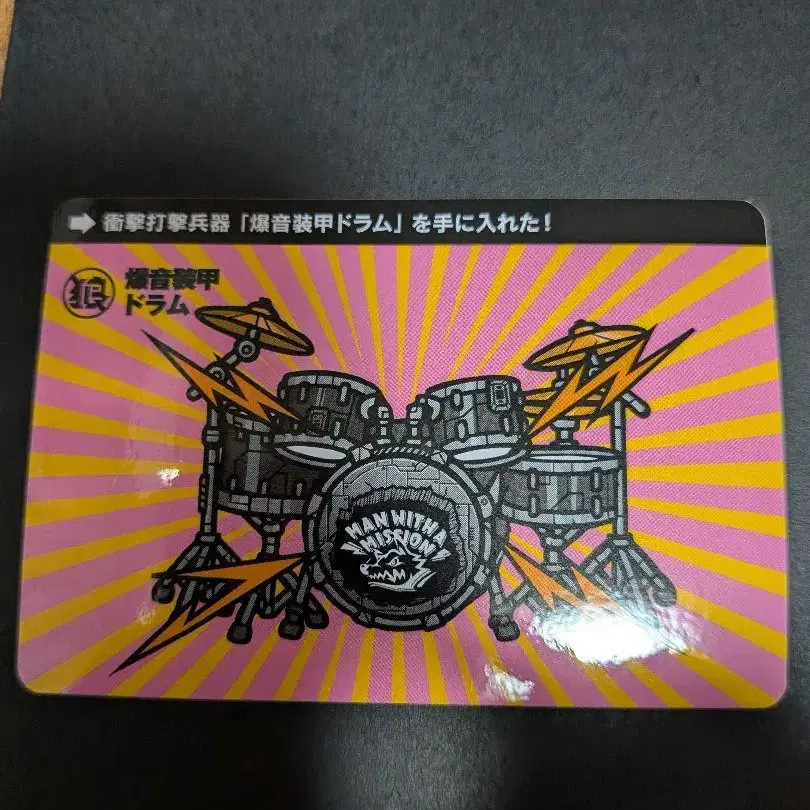 衝撃打撃兵器「爆音装甲ドラム」を手に入れた!
狼
爆音装甲
ドラム
MAN WITH A
MISSION